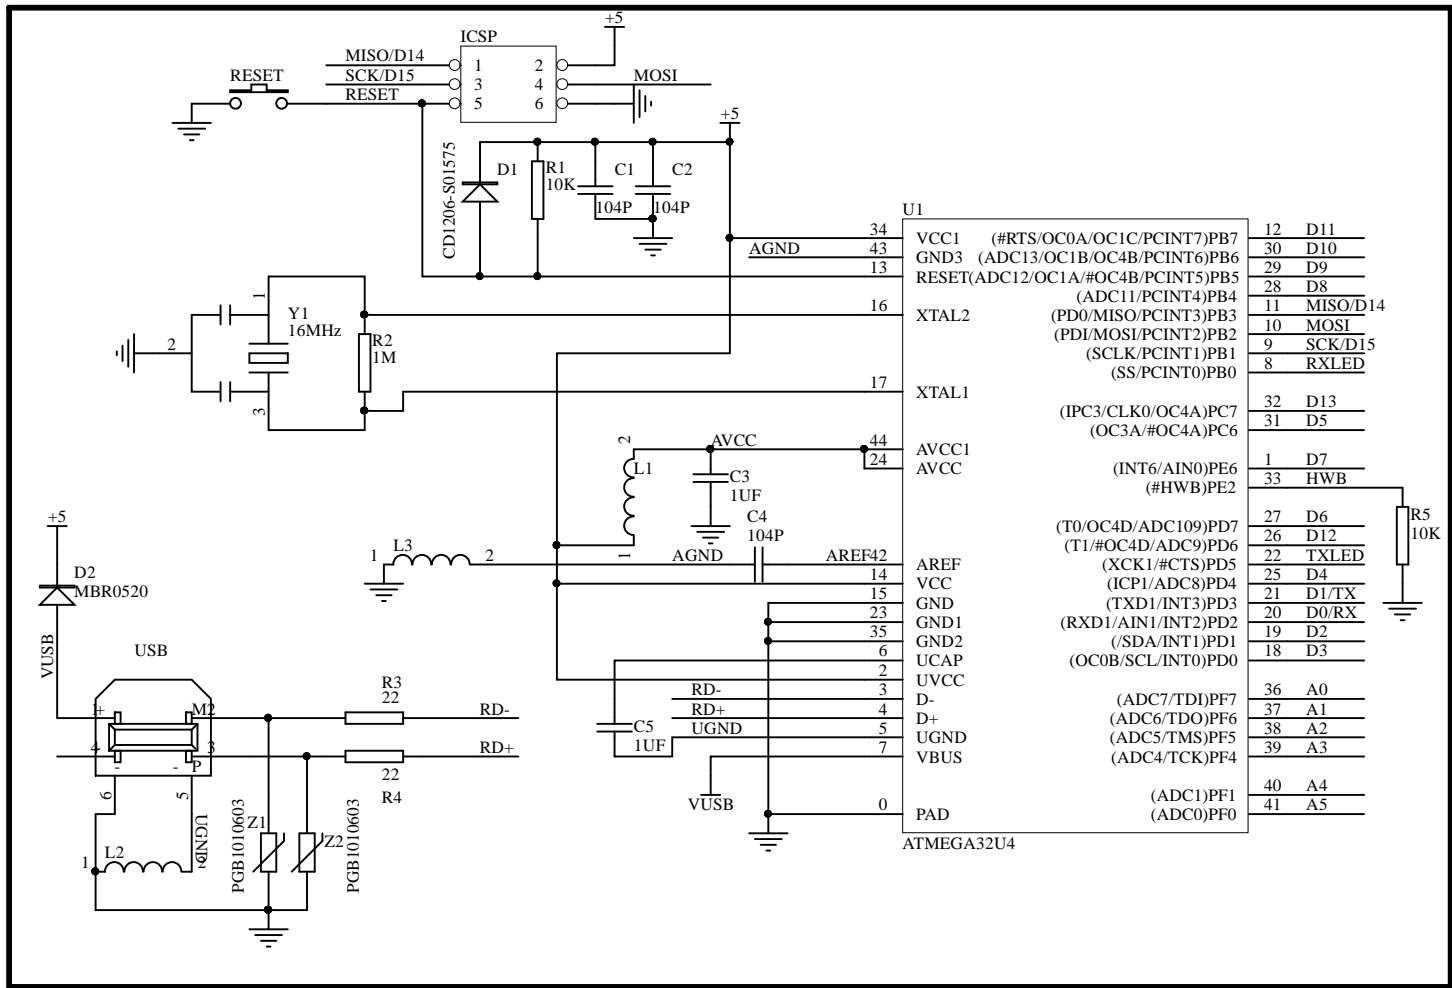 +5
ICSP
MISO/D14 1 2
SCK/D15 3 4 MOSI
RESET 5 6
RESET
+5
CD1206-S01575
D1
R1
10K
C1
104P
C2
104P
1
Y1
16MHz
2
3
R2
1M
2
L1
1
AVCC
C3
1UF
C4
104P
1 L3 2
AGND
AREF
+5
D2
MBR0520
VUSB
USB
1+ M2
4 3
- - P
6
5
UGND
1 L2 2
R3
22
RD-
RD+
22
R4
Z1
PGB1010603
Z2
PGB1010603
RD-
RD+
UGND
C5
1UF
VUSB
U1
AGND
34 VCC1 (#RTS/OC0A/OC1C/PCINT7)PB7 12 D11
43 GND3 (ADC13/OC1B/OC4B/PCINT6)PB6 30 D10
13 RESET(ADC12/OC1A/#OC4B/PCINT5)PB5 29 D9
(ADC11/PCINT4)PB4 28 D8
16 XTAL2 (PD0/MISO/PCINT3)PB3 11 MISO/D14
(PDI/MOSI/PCINT2)PB2 10 MOSI
(SCLK/PCINT1)PB1 9 SCK/D15
(SS/PCINT0)PB0 8 RXLED
17 XTAL1
(IPC3/CLK0/OC4A)PC7 32 D13
(OC3A/#OC4A)PC6 31 D5
44 AVCC1
24 AVCC (INT6/AIN0)PE6 1 D7
(#HWB)PE2 33 HWB
R5
10K
(T0/OC4D/ADC109)PD7 27 D6
(T1/#OC4D/ADC9)PD6 26 D12
42 AREF (XCK1/#CTS)PD5 22 TXLED
14 VCC (ICP1/ADC8)PD4 25 D4
15 GND (TXD1/INT3)PD3 21 D1/TX
23 GND1 (RXD1/AIN1/INT2)PD2 20 D0/RX
35 GND2 (/SDA/INT1)PD1 19 D2
6 UCAP (OC0B/SCL/INT0)PD0 18 D3
2 UVCC
3 D- (ADC7/TDI)PF7 36 A0
4 D+ (ADC6/TDO)PF6 37 A1
5 UGND (ADC5/TMS)PF5 38 A2
7 VBUS (ADC4/TCK)PF4 39 A3
(ADC1)PF1 40 A4
0 PAD (ADC0)PF0 41 A5
ATMEGA32U4